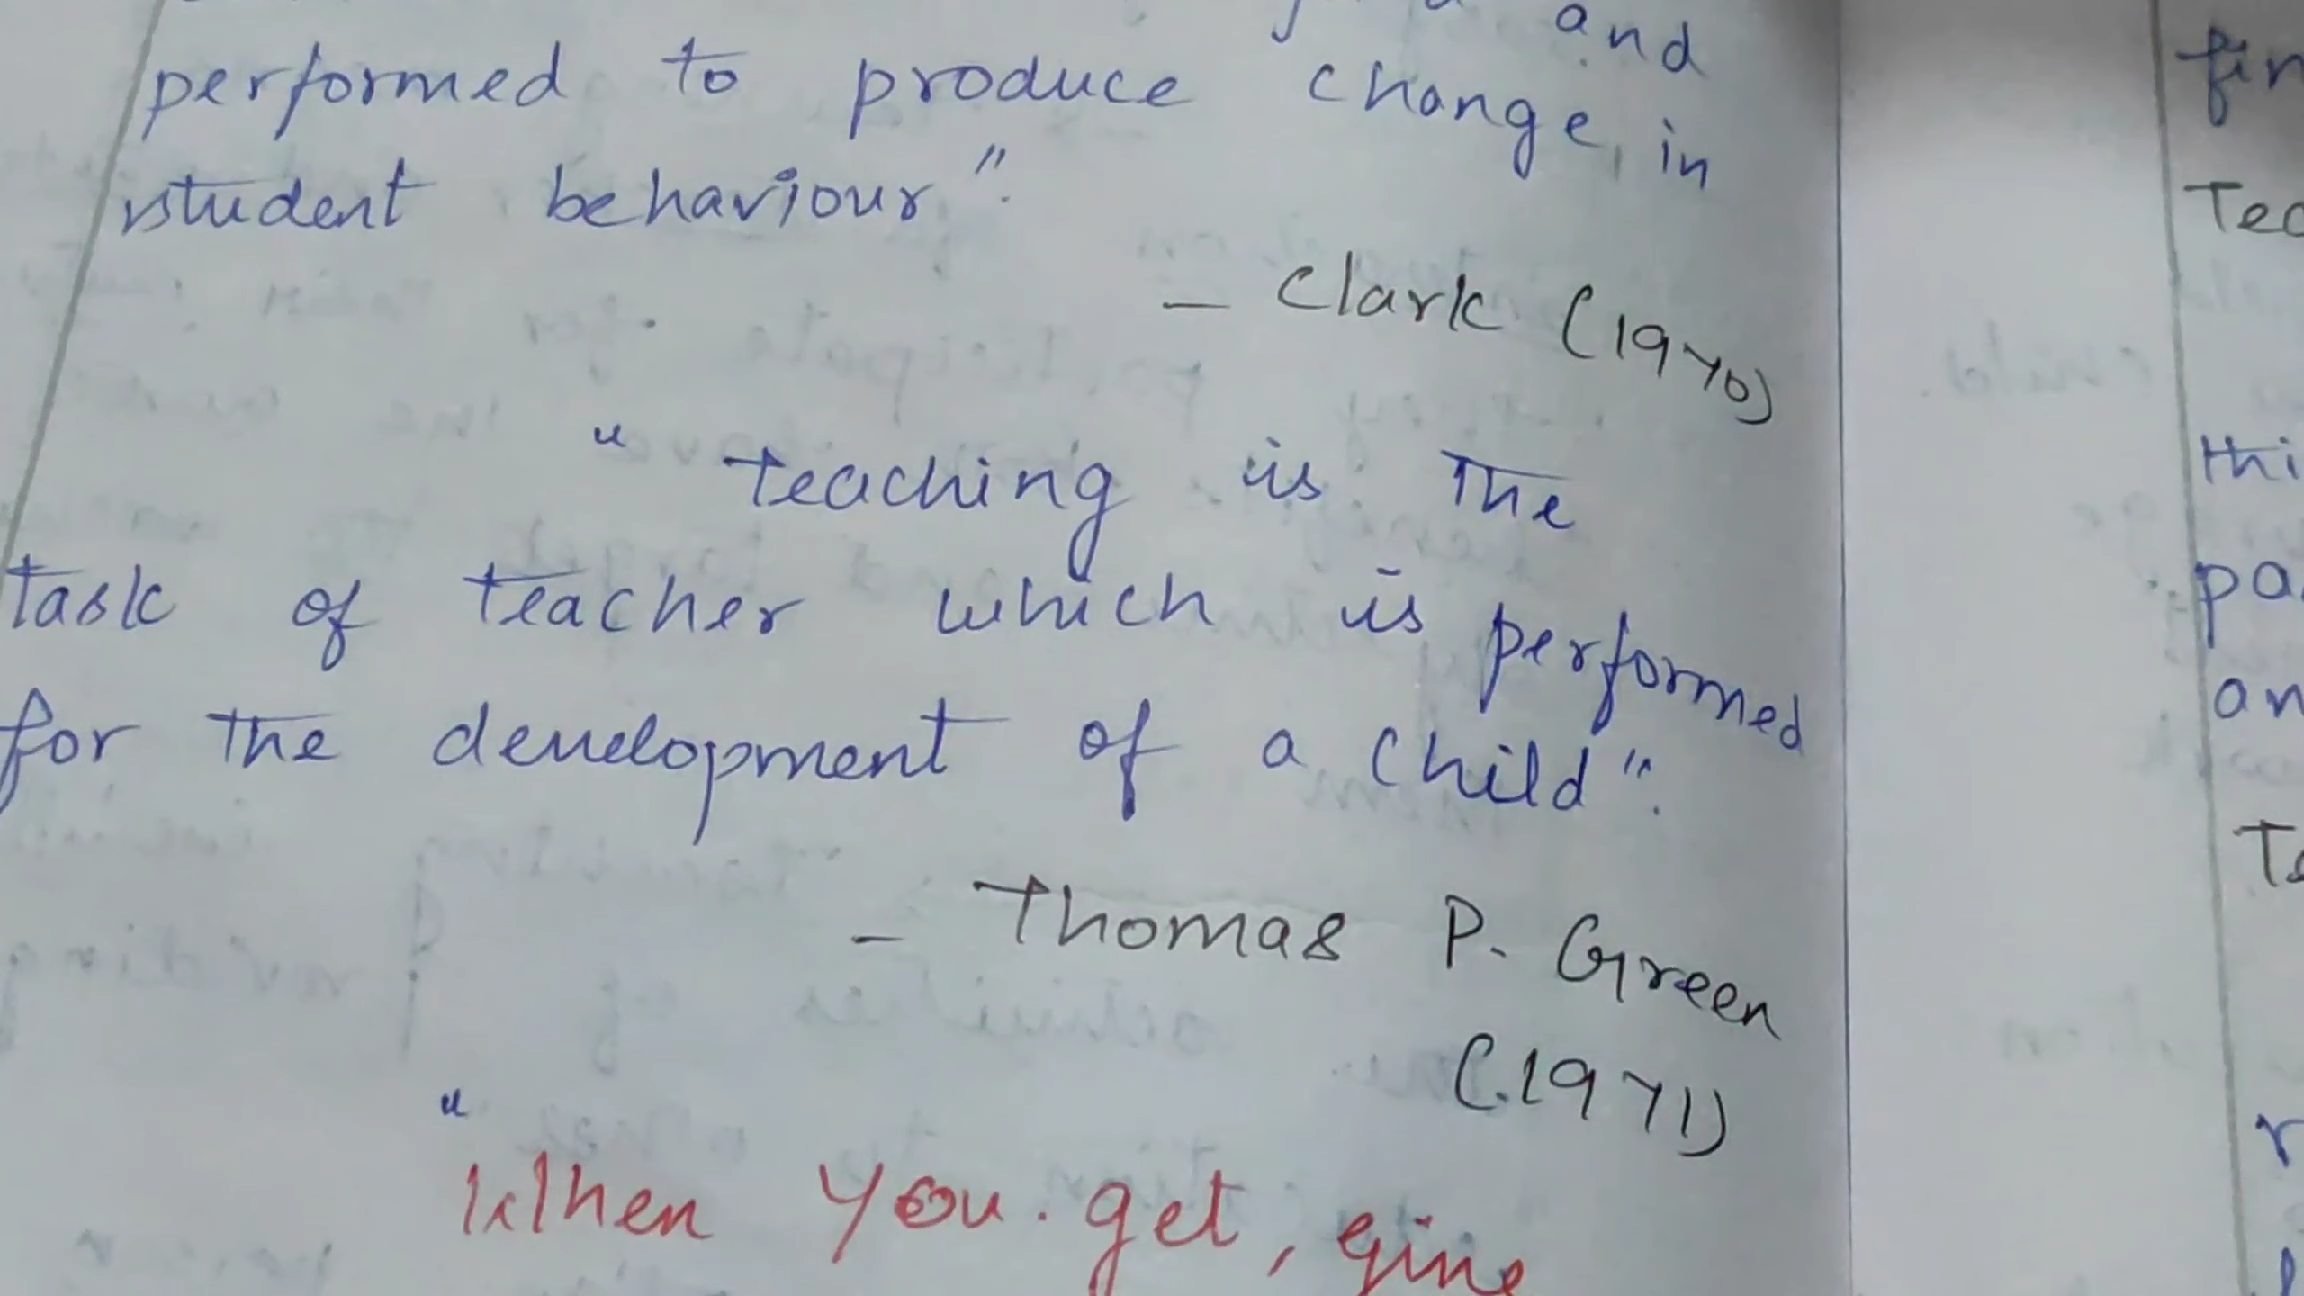 and
performed to produce change, in
student behaviour".
- Clark (1970)
"Teaching is the
task of teacher which is performed
for the development of a child".
- Thomas P. Green
(1971)
"
When you get, give